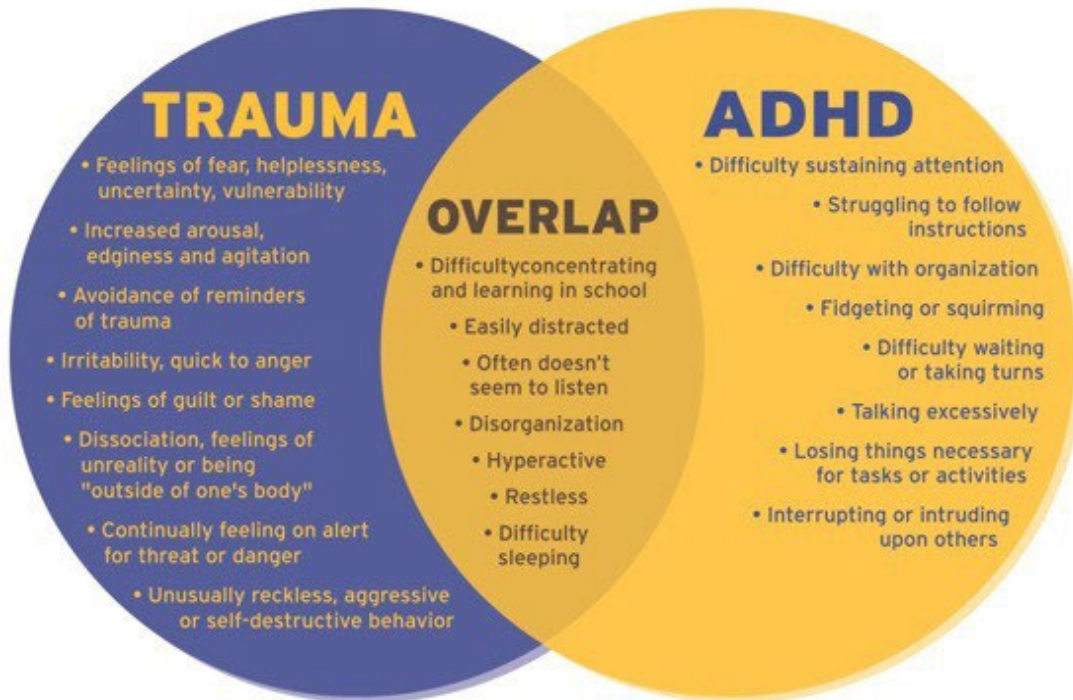 TRAUMA
• Feelings of fear, helplessness,
uncertainty, vulnerability
• Increased arousal,
edginess and agitation
• Avoidance of reminders
of trauma
• Irritability, quick to anger
• Feelings of guilt or shame
• Dissociation, feelings of
unreality or being
"outside of one's body"
• Continually feeling on alert
for threat or danger
• Unusually reckless, aggressive
or self-destructive behavior
OVERLAP
• Difficultyconcentrating
and learning in school
• Easily distracted
• Often doesn't
seem to listen
• Disorganization
• Hyperactive
• Restless
• Difficulty
sleeping
ADHD
• Difficulty sustaining attention
• Struggling to follow
instructions
• Difficulty with organization
• Fidgeting or squirming
• Difficulty waiting
or taking turns
• Talking excessively
• Losing things necessary
for tasks or activities
• Interrupting or intruding
upon others